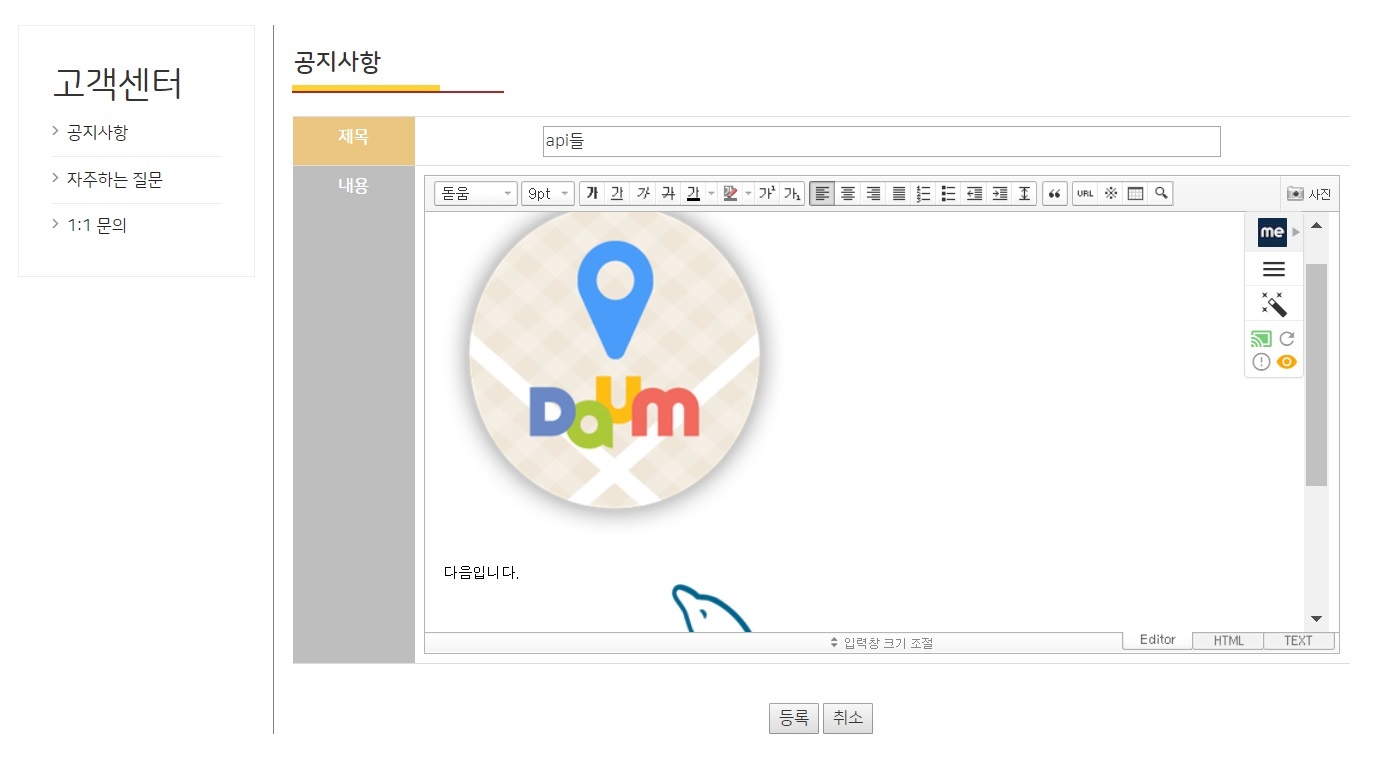 고객센터
공지사항
자주하는 질문
1:1 문의
공지사항
제목
api들
내용
돋움 9pt 가 가 가 가 가 가¹ 가₁ URL 사진
me
Daum
다음입니다.
입력창 크기 조절
Editor HTML TEXT
등록 취소